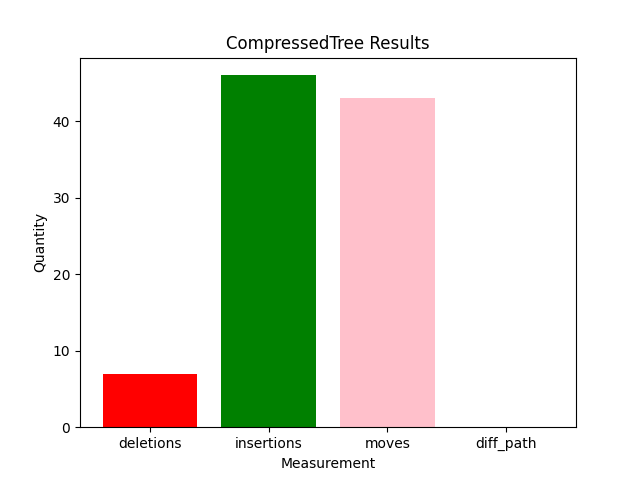 CompressedTree Results
Quantity
40
30
20
10
0
deletions
insertions
moves
diff_path
Measurement